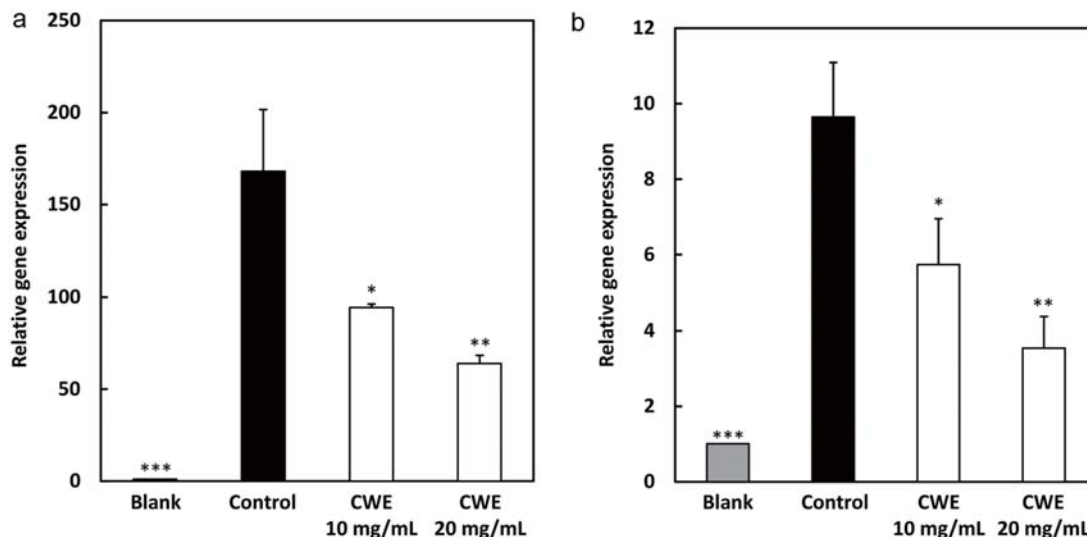 a
Relative gene expression
250
200
150
100
50
0
***
*
**
Blank
Control
CWE
10 mg/mL
CWE
20 mg/mL
b
Relative gene expression
12
10
8
6
4
2
0
***
*
**
Blank
Control
CWE
10 mg/mL
CWE
20 mg/mL